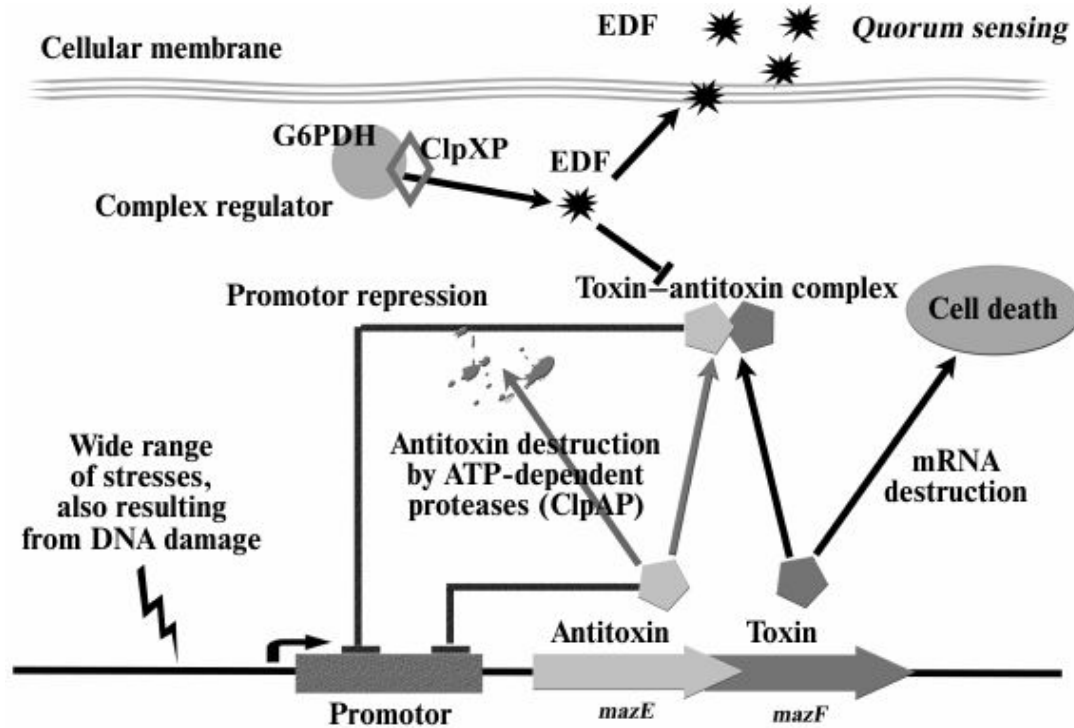 EDF
Quorum sensing
Cellular membrane
G6PDH
ClpXP
EDF
Complex regulator
Promotor repression
Toxin–antitoxin complex
Cell death
Wide range
of stresses,
also resulting
from DNA damage
Antitoxin destruction
by ATP-dependent
proteases (ClpAP)
mRNA
destruction
Antitoxin
Toxin
Promotor
mazE
mazF